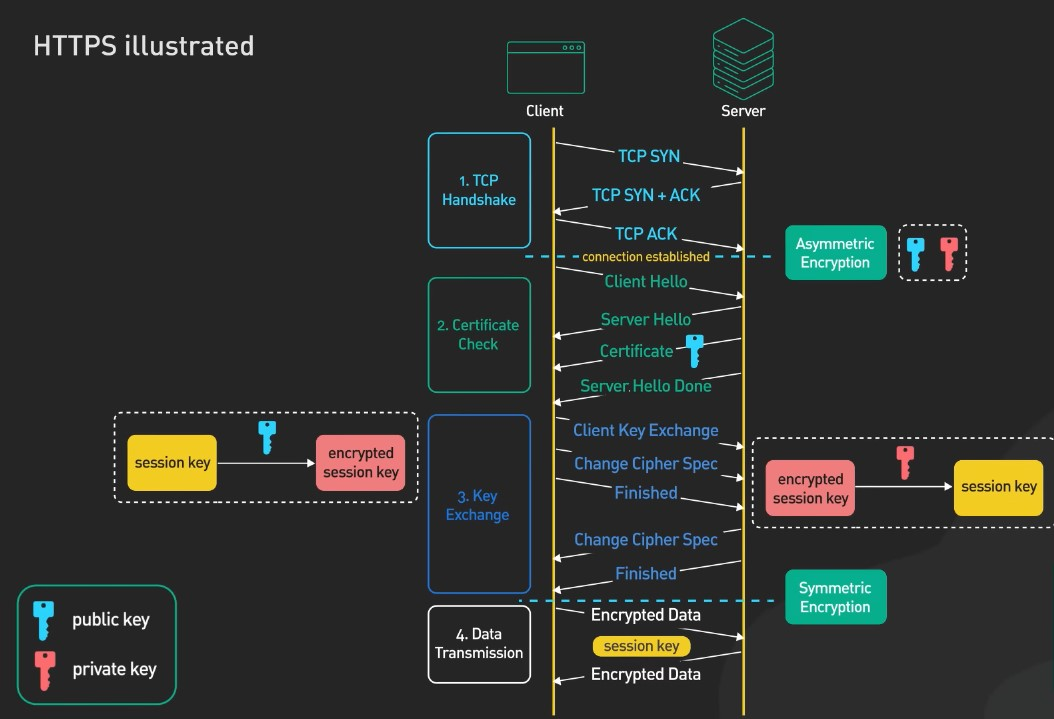 HTTPS illustrated
Client
Server
1. TCP
Handshake
TCP SYN
TCP SYN + ACK
TCP ACK
connection established
Asymmetric
Encryption
2. Certificate
Check
Client Hello
Server Hello
Certificate
Server Hello Done
3. Key
Exchange
Client Key Exchange
Change Cipher Spec
Finished
Change Cipher Spec
Finished
session key
encrypted
session key
encrypted
session key
session key
Symmetric
Encryption
4. Data
Transmission
Encrypted Data
session key
Encrypted Data
public key
private key